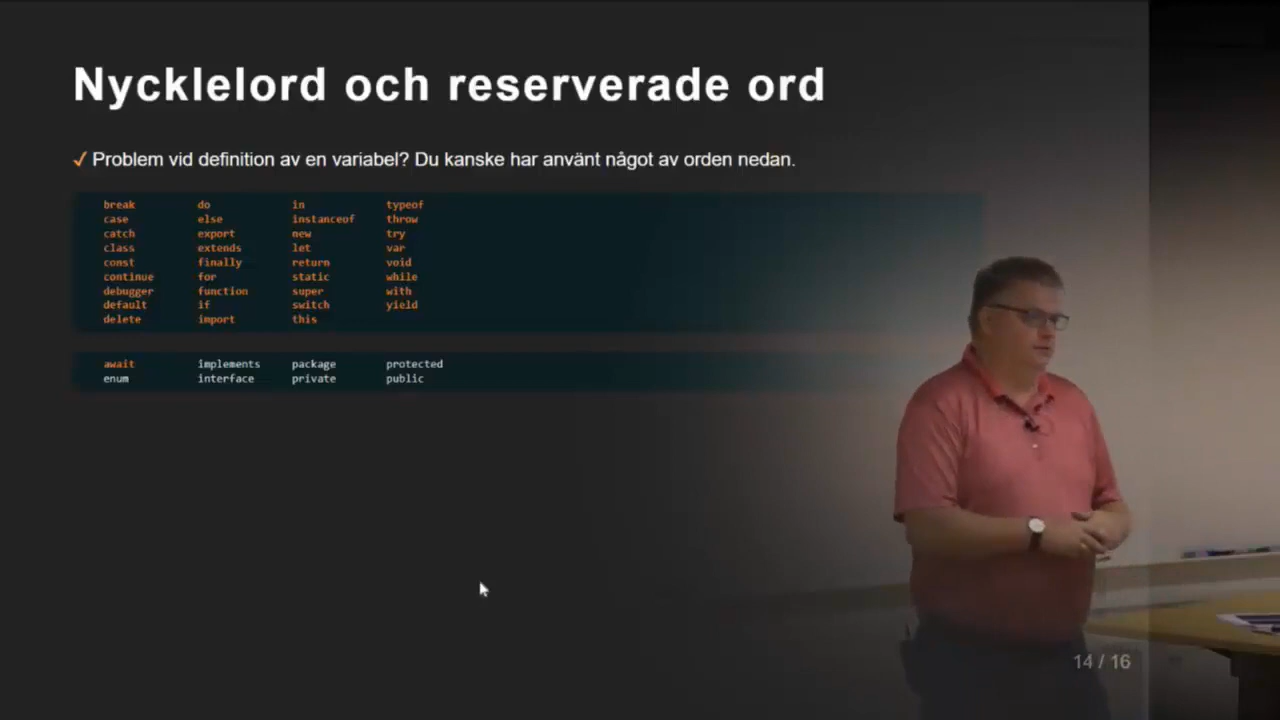 Nycklelord och reserverade ord
✓ Problem vid definition av en variabel? Du kanske har använt något av orden nedan.
break do in typeof
case else instanceof throw
catch export new try
class extends let var
const finally return void
continue for static while
debugger function super with
default if switch yield
delete import this
await implements package protected
enum interface private public
14 / 16